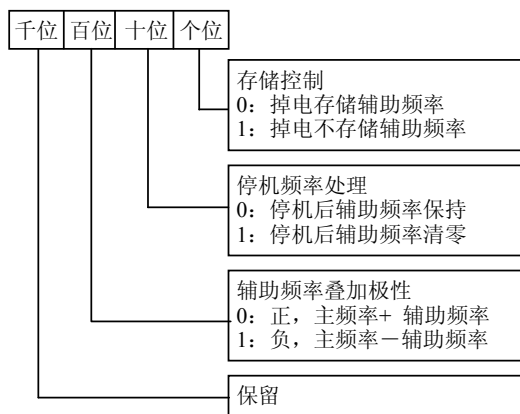 千位 百位 十位 个位
存储控制
0：掉电存储辅助频率
1：掉电不存储辅助频率
停机频率处理
0：停机后辅助频率保持
1：停机后辅助频率清零
辅助频率叠加极性
0：正，主频率+ 辅助频率
1：负，主频率－辅助频率
保留